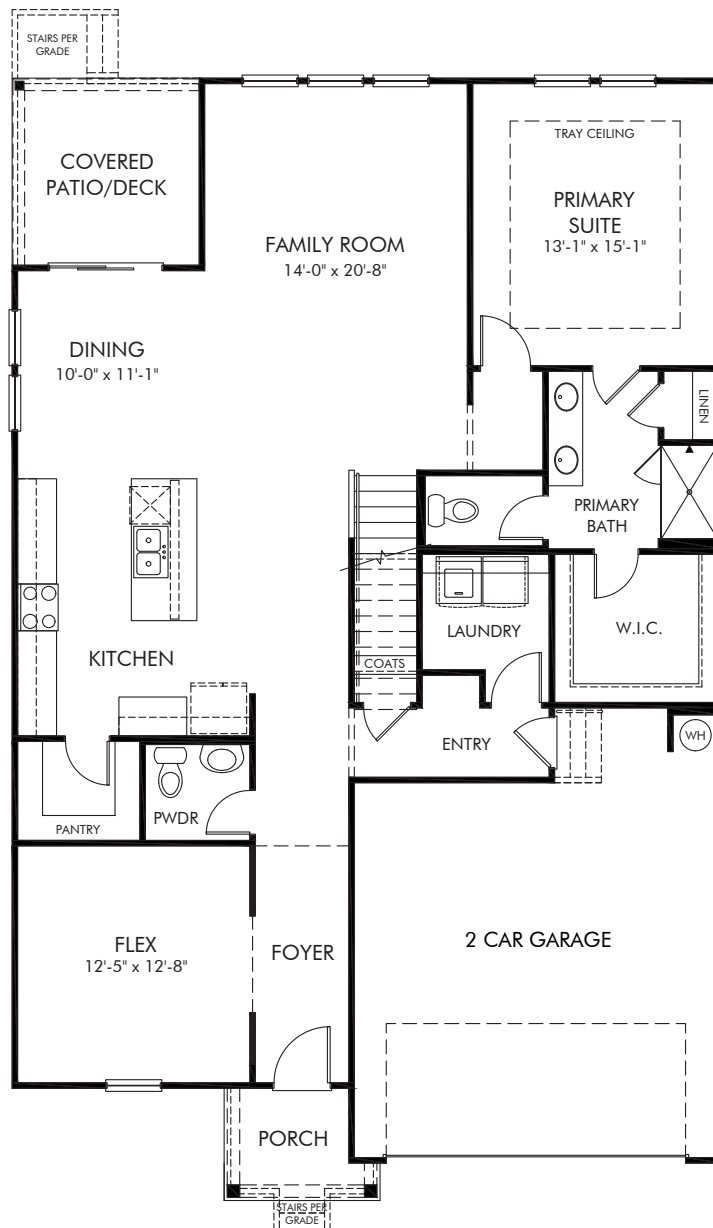 STAIRS PER
GRADE
COVERED
PATIO/DECK
TRAY CEILING
PRIMARY
SUITE
13'-1" x 15'-1"
FAMILY ROOM
14'-0" x 20'-8"
DINING
10'-0" x 11'-1"
LINEN
PRIMARY
BATH
LAUNDRY
W.I.C.
KITCHEN
COATS
ENTRY
WH
PWDR
PANTRY
FLEX
12'-5" x 12'-8"
FOYER
2 CAR GARAGE
PORCH
STAIRS PER
GRADE